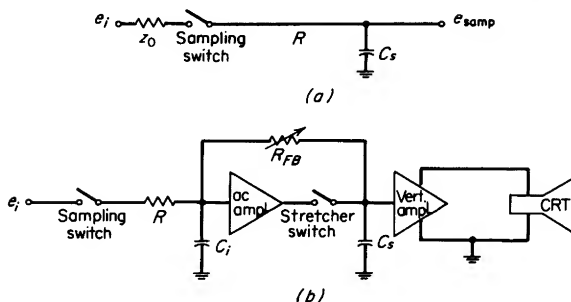 e_i
z_0
Sampling
switch
R
C_s
e_samp
(a)
R_FB
e_i
Sampling
switch
R
C_i
ac
ampl
Stretcher
switch
C_s
Vert.
ampl
CRT
(b)